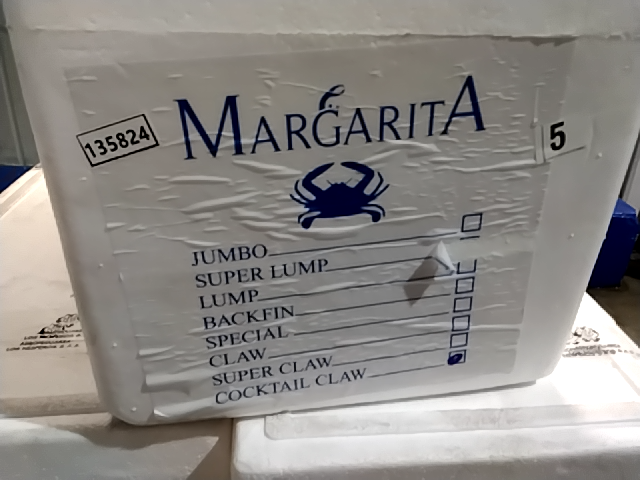 MARGARITA
135824
5
JUMBO
SUPER LUMP
LUMP
BACKFIN
SPECIAL
CLAW
SUPER CLAW
COCKTAIL CLAW